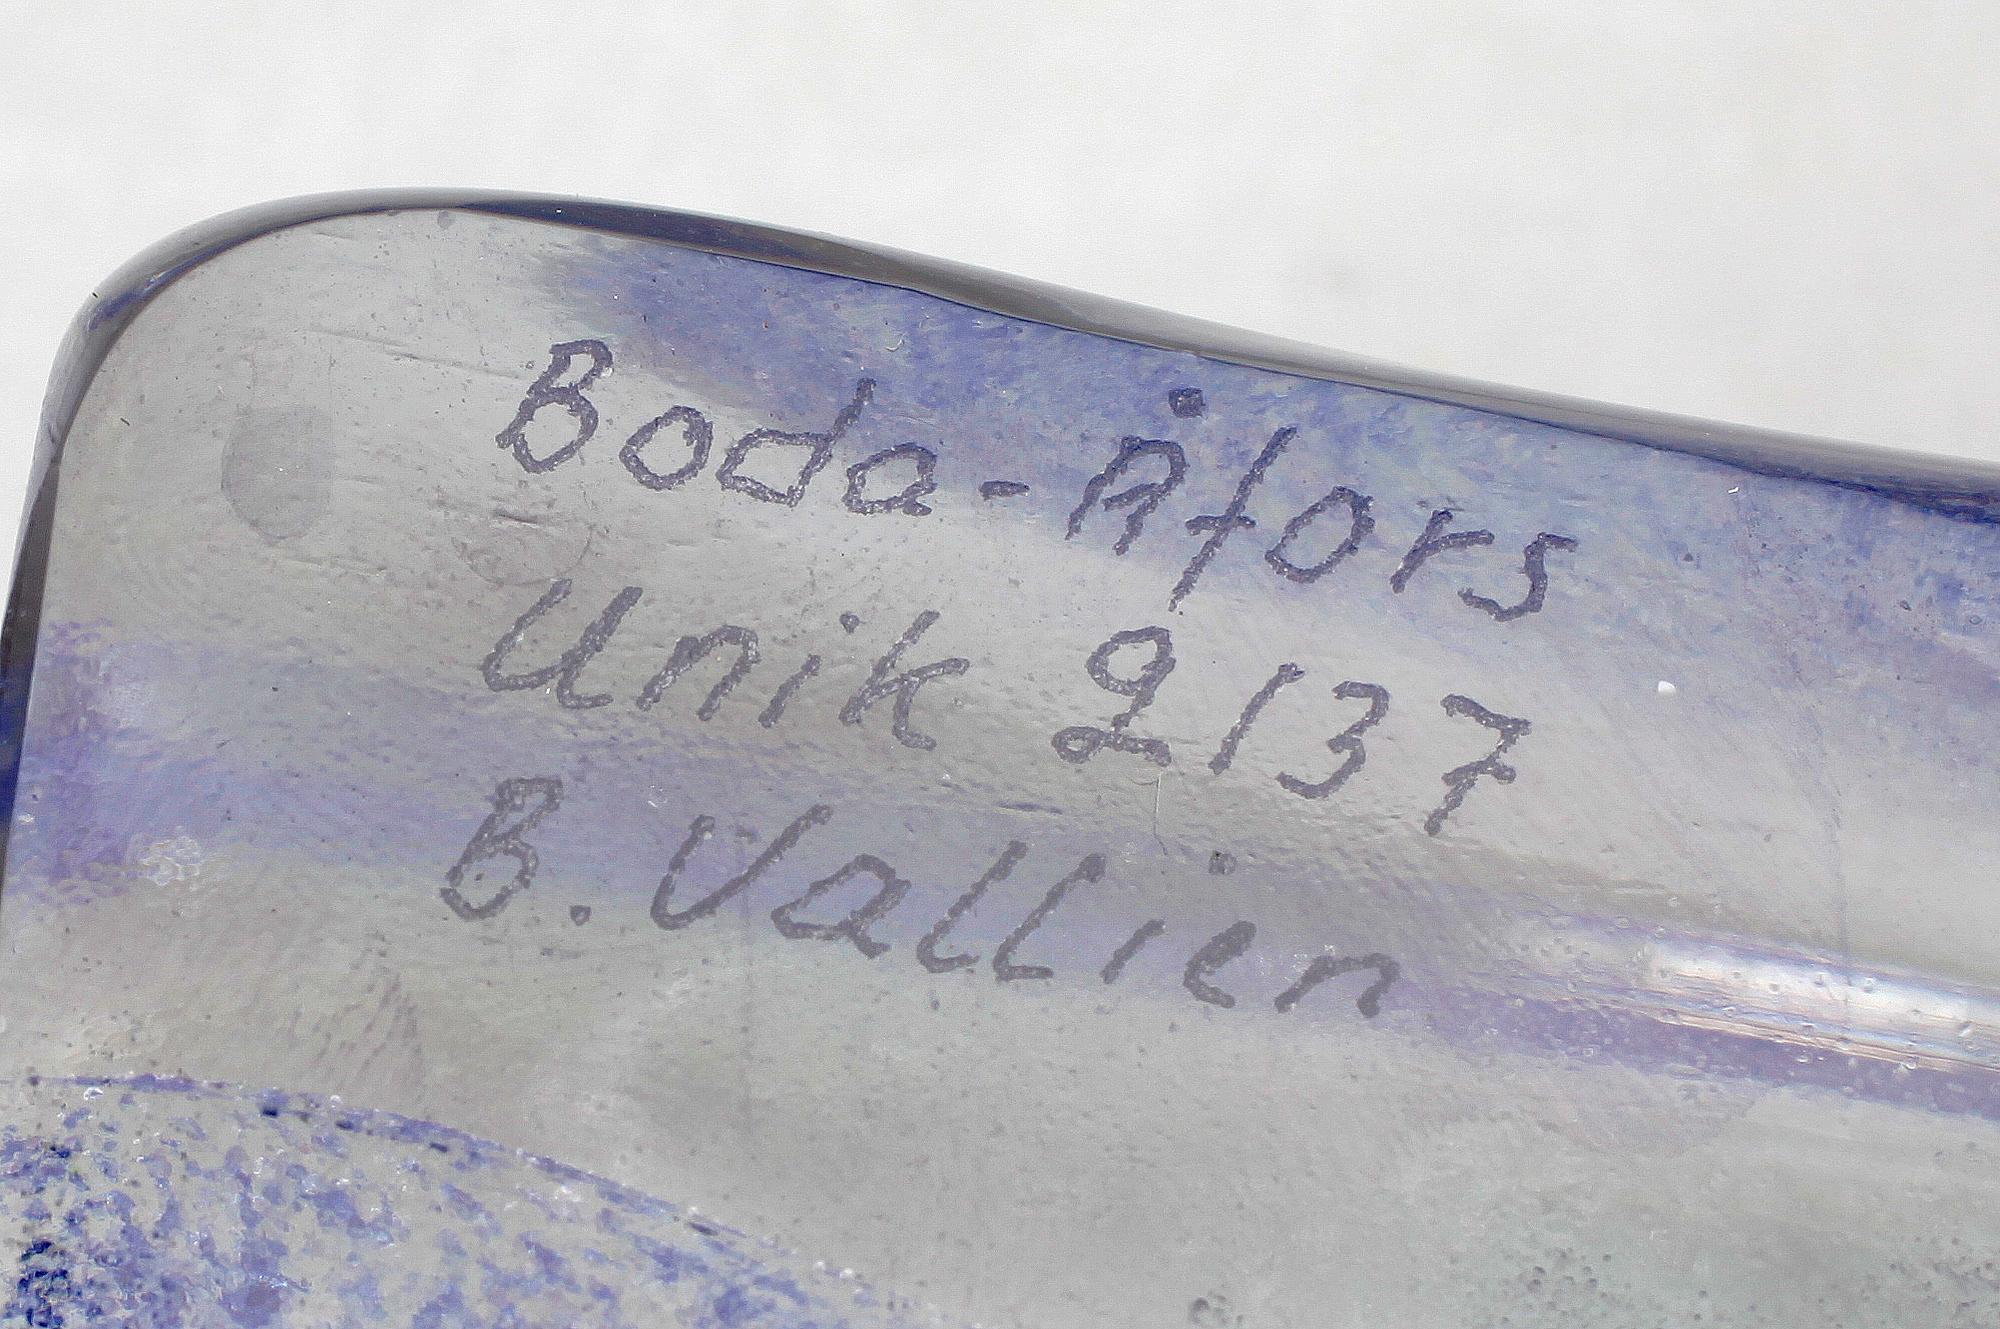 Boda-Åfors
Unik 2137
B. Vallien